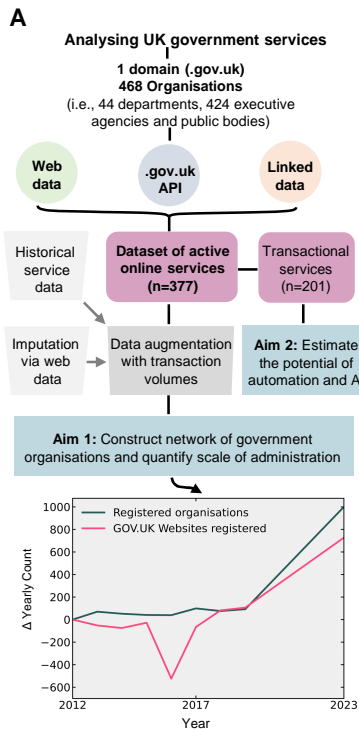 A
Analysing UK government services
1 domain (.gov.uk)
468 Organisations
(i.e., 44 departments, 424 executive
agencies and public bodies)
Web
data
.gov.uk
API
Linked
data
Historical
service
data
Dataset of active
online services
(n=377)
Transactional
services
(n=201)
Imputation
via web
data
Data augmentation
with transaction
volumes
Aim 2: Estimate
the potential of
automation and A
Aim 1: Construct network of government
organisations and quantify scale of administration
Δ Yearly Count
1000
800
600
400
200
0
−200
−400
−600
Registered organisations
GOV.UK Websites registered
2012
2017
2023
Year